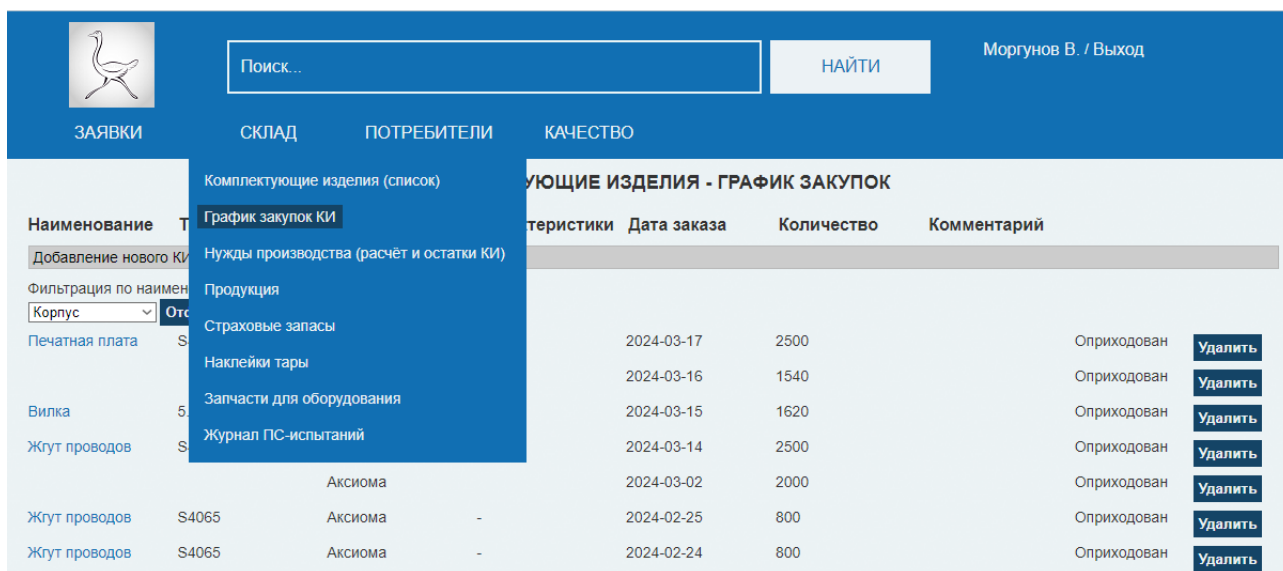 Поиск...
НАЙТИ
Моргунов В. / Выход
ЗАЯВКИ СКЛАД ПОТРЕБИТЕЛИ КАЧЕСТВО
Комплектующие изделия (список)
График закупок КИ
Нужды производства (расчёт и остатки КИ)
Продукция
Страховые запасы
Наклейки тары
Запчасти для оборудования
Журнал ПС-испытаний
УЮЩИЕ ИЗДЕЛИЯ - ГРАФИК ЗАКУПОК
Наименование Т теристики Дата заказа Количество Комментарий
Добавление нового КИ
Фильтрация по наимен
Корпус Ото
Печатная плата S 2024-03-17 2500 Оприходован Удалить
2024-03-16 1540 Оприходован Удалить
Вилка 5. 2024-03-15 1620 Оприходован Удалить
Жгут проводов S 2024-03-14 2500 Оприходован Удалить
Аксиома 2024-03-02 2000 Оприходован Удалить
Жгут проводов S4065 Аксиома - 2024-02-25 800 Оприходован Удалить
Жгут проводов S4065 Аксиома - 2024-02-24 800 Оприходован Удалить